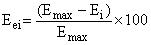 E_ei = (E_max − E_i) / E_max × 100